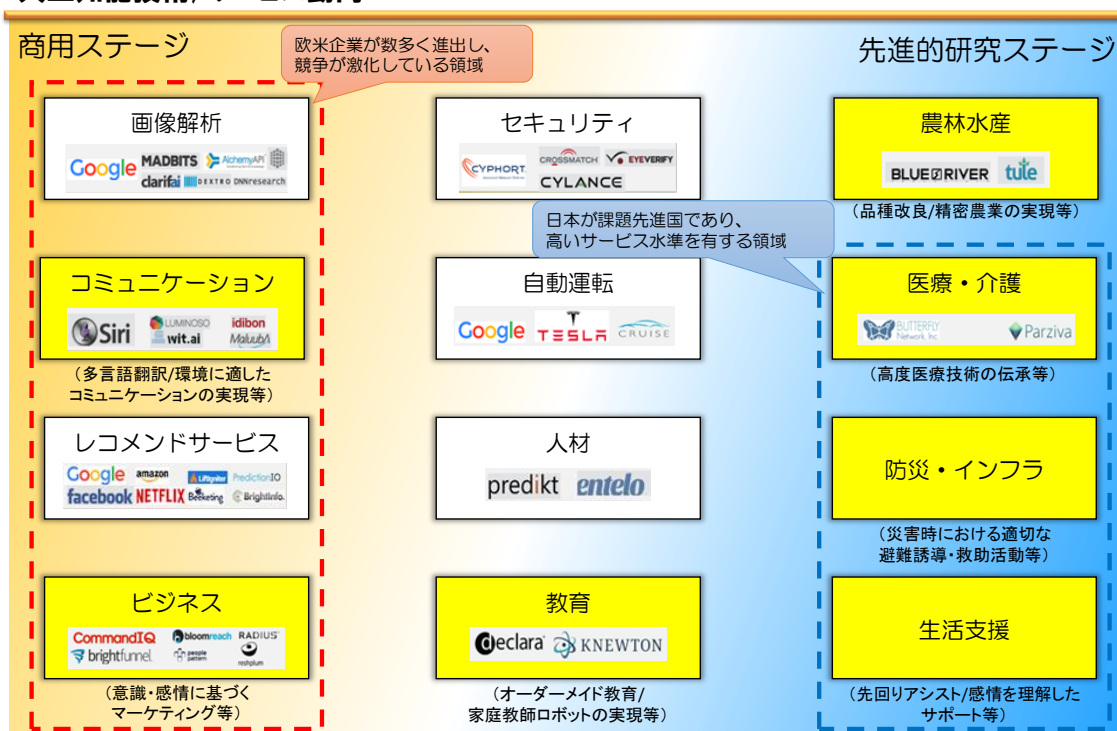 商用ステージ
欧米企業が数多く進出し、
競争が激化している領域
先進的研究ステージ
画像解析
Google MADBITS AlchemyAPI
clarifai DEXTRO DNNresearch
セキュリティ
CYPHORT CROSSMATCH EYEVERIFY
CYLANCE
農林水産
BLUE RIVER tule
(品種改良/精密農業の実現等)
日本が課題先進国であり、
高いサービス水準を有する領域
コミュニケーション
Siri LUMINOSO idibon
wit.ai Maluuba
(多言語翻訳/環境に適した
コミュニケーションの実現等)
自動運転
Google TESLA CRUISE
医療・介護
BUTTERFLY
Network, Inc. Parziva
(高度医療技術の伝承等)
レコメンドサービス
Google amazon LiftIgniter PredictionIO
facebook NETFLIX Beeketing BrightInfo.
人材
predikt entelo
防災・インフラ
(災害時における適切な
避難誘導・救助活動等)
ビジネス
CommandIQ bloomreach RADIUS
brightfunnel people
pattern reshplum
(意識・感情に基づく
マーケティング等)
教育
declara KNEWTON
(オーダーメイド教育/
家庭教師ロボットの実現等)
生活支援
(先回りアシスト/感情を理解した
サポート等)